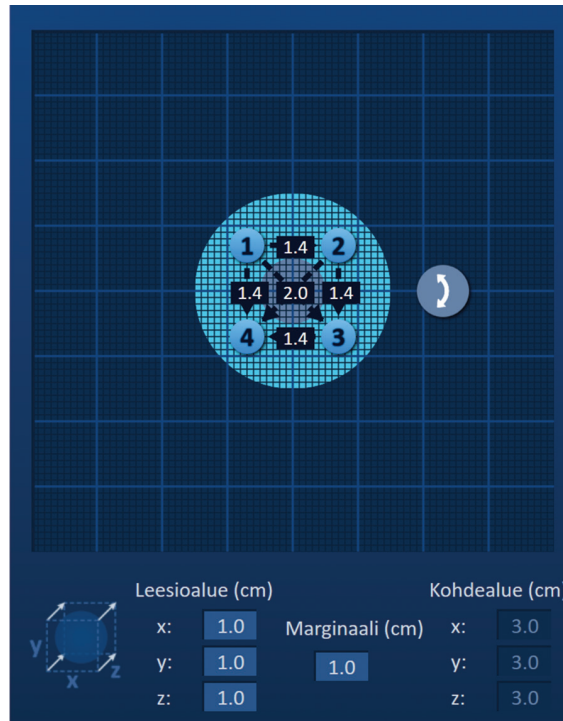 1 1.4 2
1.4 2.0 1.4
4 1.4 3
Leesioalue (cm) Kohdealue (cm)
x: 1.0 Marginaali (cm) x: 3.0
y: 1.0 1.0 y: 3.0
z: 1.0 z: 3.0
y x z